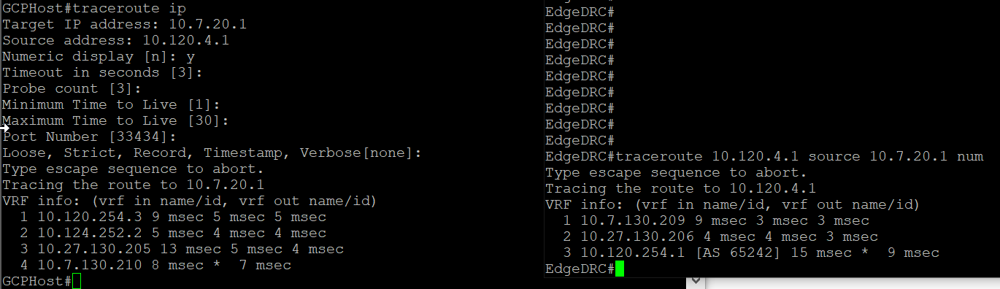 GCPHost#traceroute ip
Target IP address: 10.7.20.1
Source address: 10.120.4.1
Numeric display [n]: y
Timeout in seconds [3]:
Probe count [3]:
Minimum Time to Live [1]:
Maximum Time to Live [30]:
Port Number [33434]:
Loose, Strict, Record, Timestamp, Verbose[none]:
Type escape sequence to abort.
Tracing the route to 10.7.20.1
VRF info: (vrf in name/id, vrf out name/id)
1 10.120.254.3 9 msec 5 msec 5 msec
2 10.124.252.2 5 msec 4 msec 4 msec
3 10.27.130.205 13 msec 5 msec 4 msec
4 10.7.130.210 8 msec * 7 msec
GCPHost#
EdgeDRC#
EdgeDRC#
EdgeDRC#
EdgeDRC#
EdgeDRC#
EdgeDRC#
EdgeDRC#
EdgeDRC#
EdgeDRC#
EdgeDRC#traceroute 10.120.4.1 source 10.7.20.1 num
Type escape sequence to abort.
Tracing the route to 10.120.4.1
VRF info: (vrf in name/id, vrf out name/id)
1 10.7.130.209 9 msec 3 msec 3 msec
2 10.27.130.206 4 msec 4 msec 3 msec
3 10.120.254.1 [AS 65242] 15 msec * 9 msec
EdgeDRC#